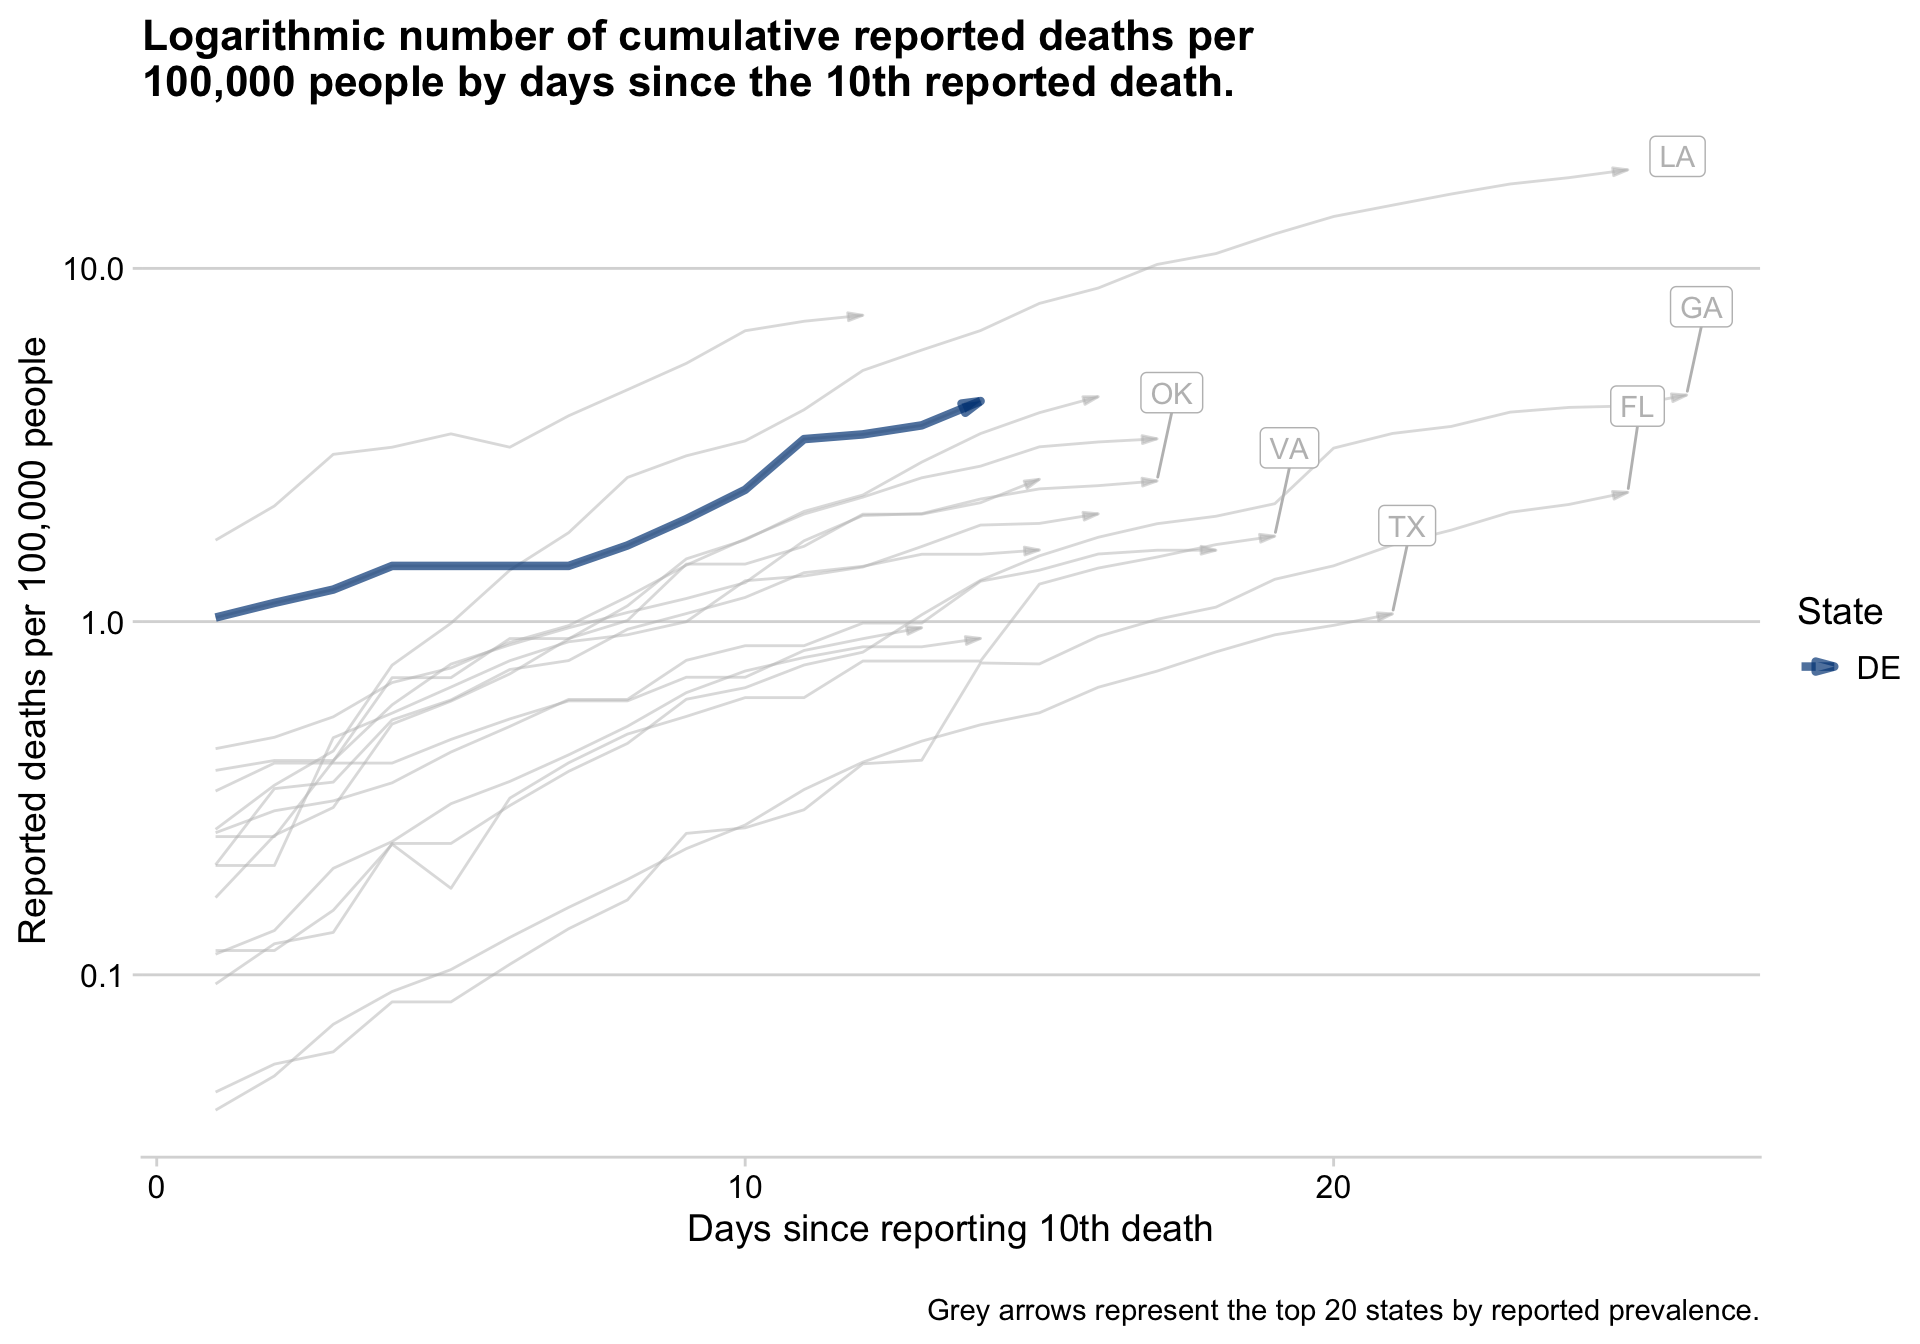 Logarithmic number of cumulative reported deaths per
100,000 people by days since the 10th reported death.
Reported deaths per 100,000 people
10.0
1.0
0.1
LA
GA
OK
FL
VA
TX
State
DE
0
10
20
Days since reporting 10th death
Grey arrows represent the top 20 states by reported prevalence.